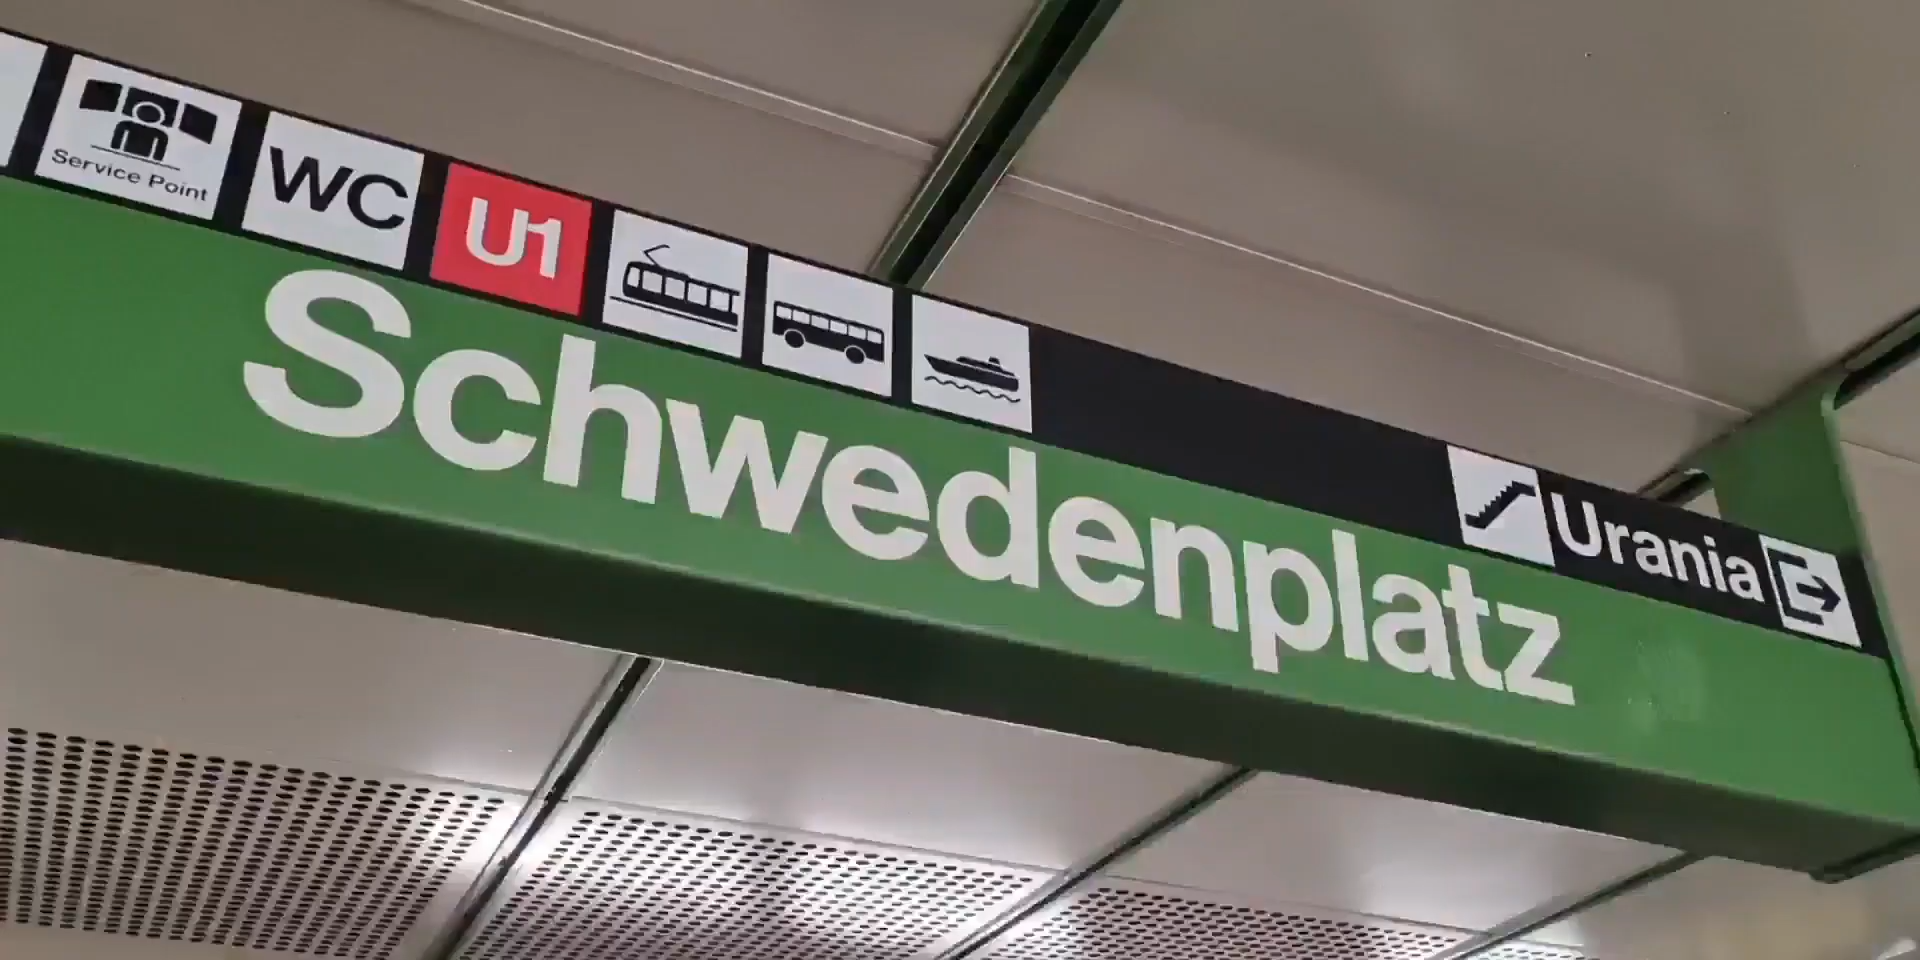 Service Point
WC
U1
Urania
Schwedenplatz